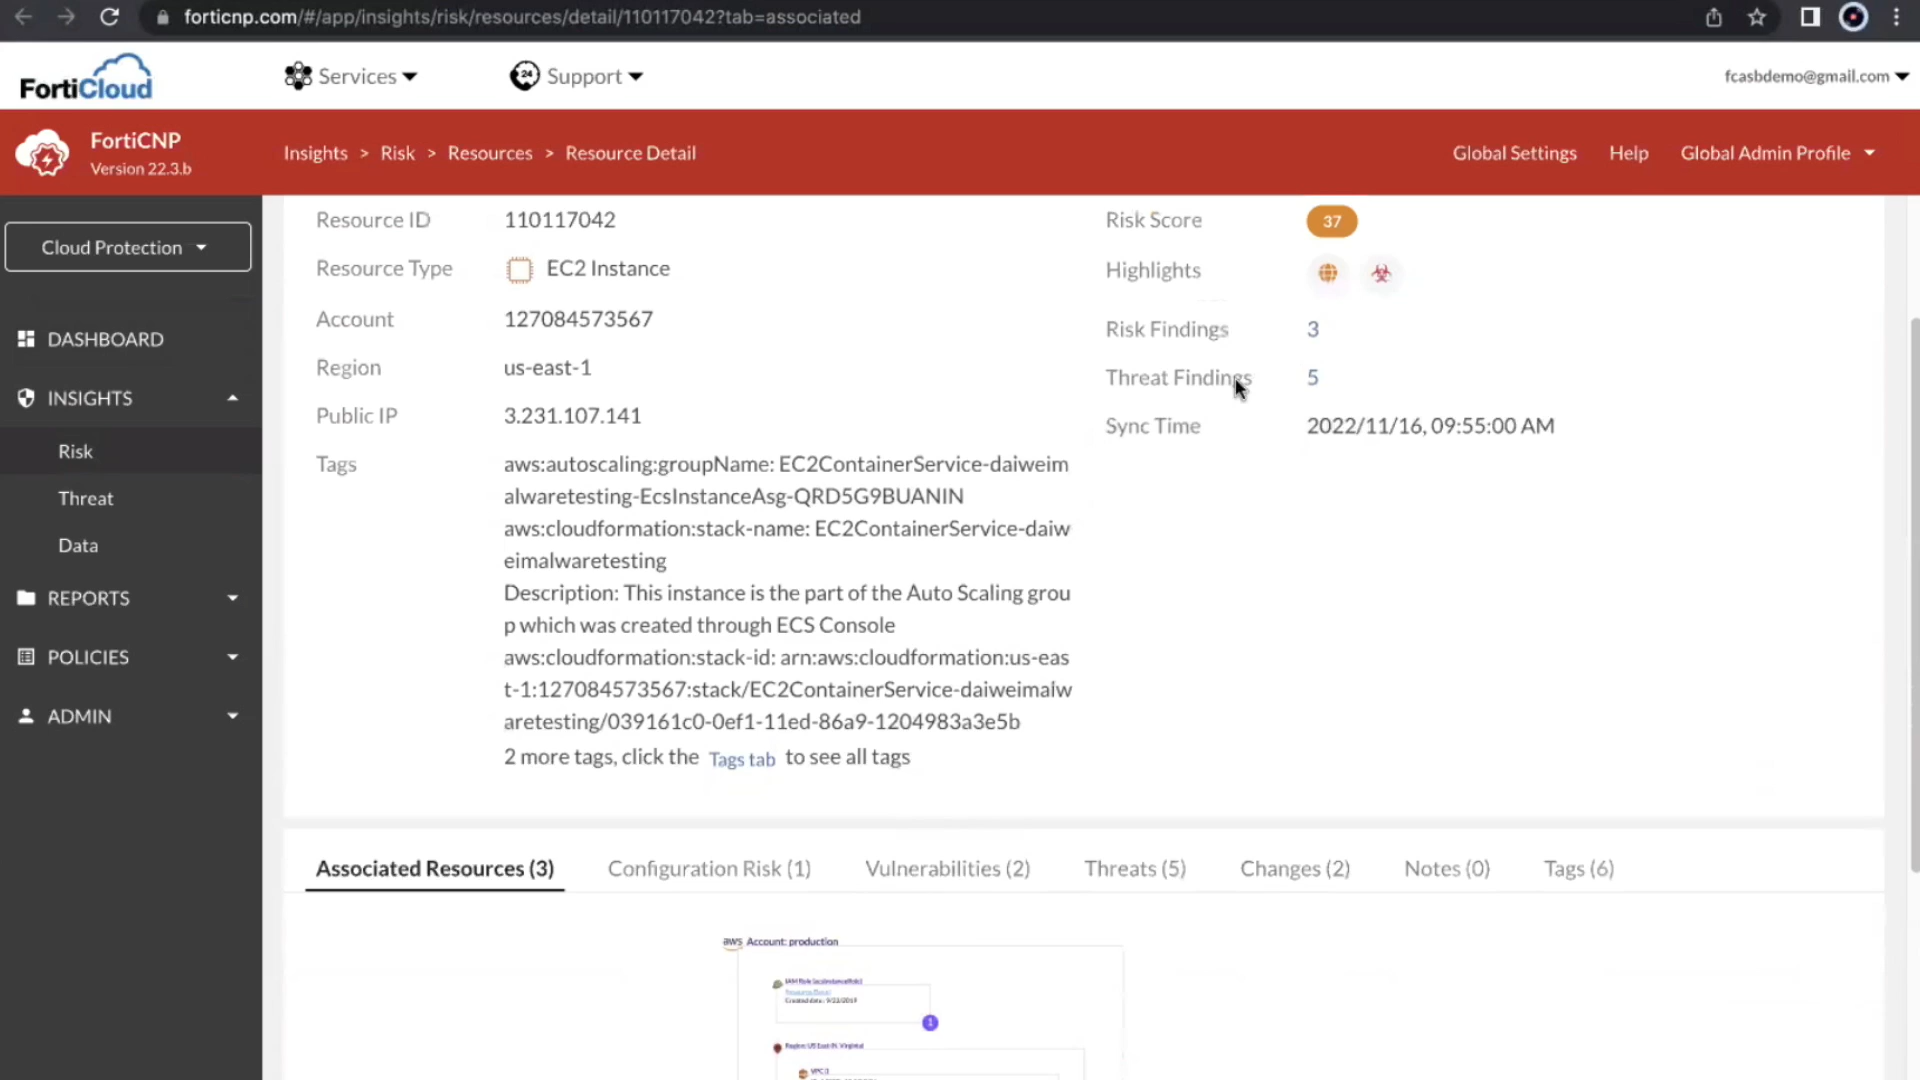 forticnp.com/#/app/insights/risk/resources/detail/110117042?tab=associated
FortiCloud
Services
24
Support
fcasbdemo@gmail.com
FortiCNP
Version 22.3.b
Insights > Risk > Resources > Resource Detail
Global Settings
Help
Global Admin Profile
Cloud Protection
DASHBOARD
INSIGHTS
Risk
Threat
Data
REPORTS
POLICIES
ADMIN
Resource ID
110117042
Resource Type
EC2 Instance
Account
127084573567
Region
us-east-1
Public IP
3.231.107.141
Tags
aws:autoscaling:groupName: EC2ContainerService-daiweim
alwaretesting-EcsInstanceAsg-QRD5G9BUANIN
aws:cloudformation:stack-name: EC2ContainerService-daiw
eimalwaretesting
Description: This instance is the part of the Auto Scaling grou
p which was created through ECS Console
aws:cloudformation:stack-id: arn:aws:cloudformation:us-eas
t-1:127084573567:stack/EC2ContainerService-daiweimalw
aretesting/039161c0-0ef1-11ed-86a9-1204983a3e5b
2 more tags, click the Tags tab to see all tags
Risk Score
37
Highlights
Risk Findings
3
Threat Findings
5
Sync Time
2022/11/16, 09:55:00 AM
Associated Resources (3)
Configuration Risk (1)
Vulnerabilities (2)
Threats (5)
Changes (2)
Notes (0)
Tags (6)
aws Account: production
IAM Role
1
Region: US East (N. Virginia)